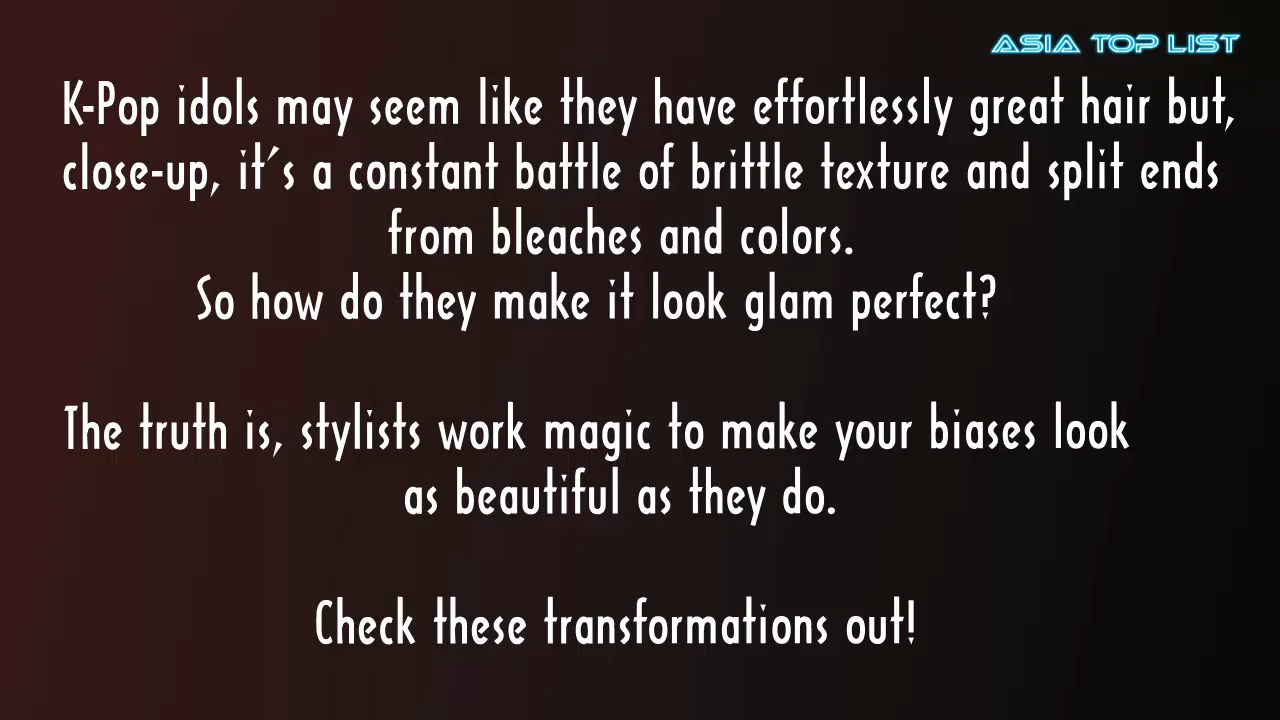 ASIA TOP LIST
K-Pop idols may seem like they have effortlessly great hair but,
close-up, it´s a constant battle of brittle texture and split ends
from bleaches and colors.
So how do they make it look glam perfect?
The truth is, stylists work magic to make your biases look
as beautiful as they do.
Check these transformations out!